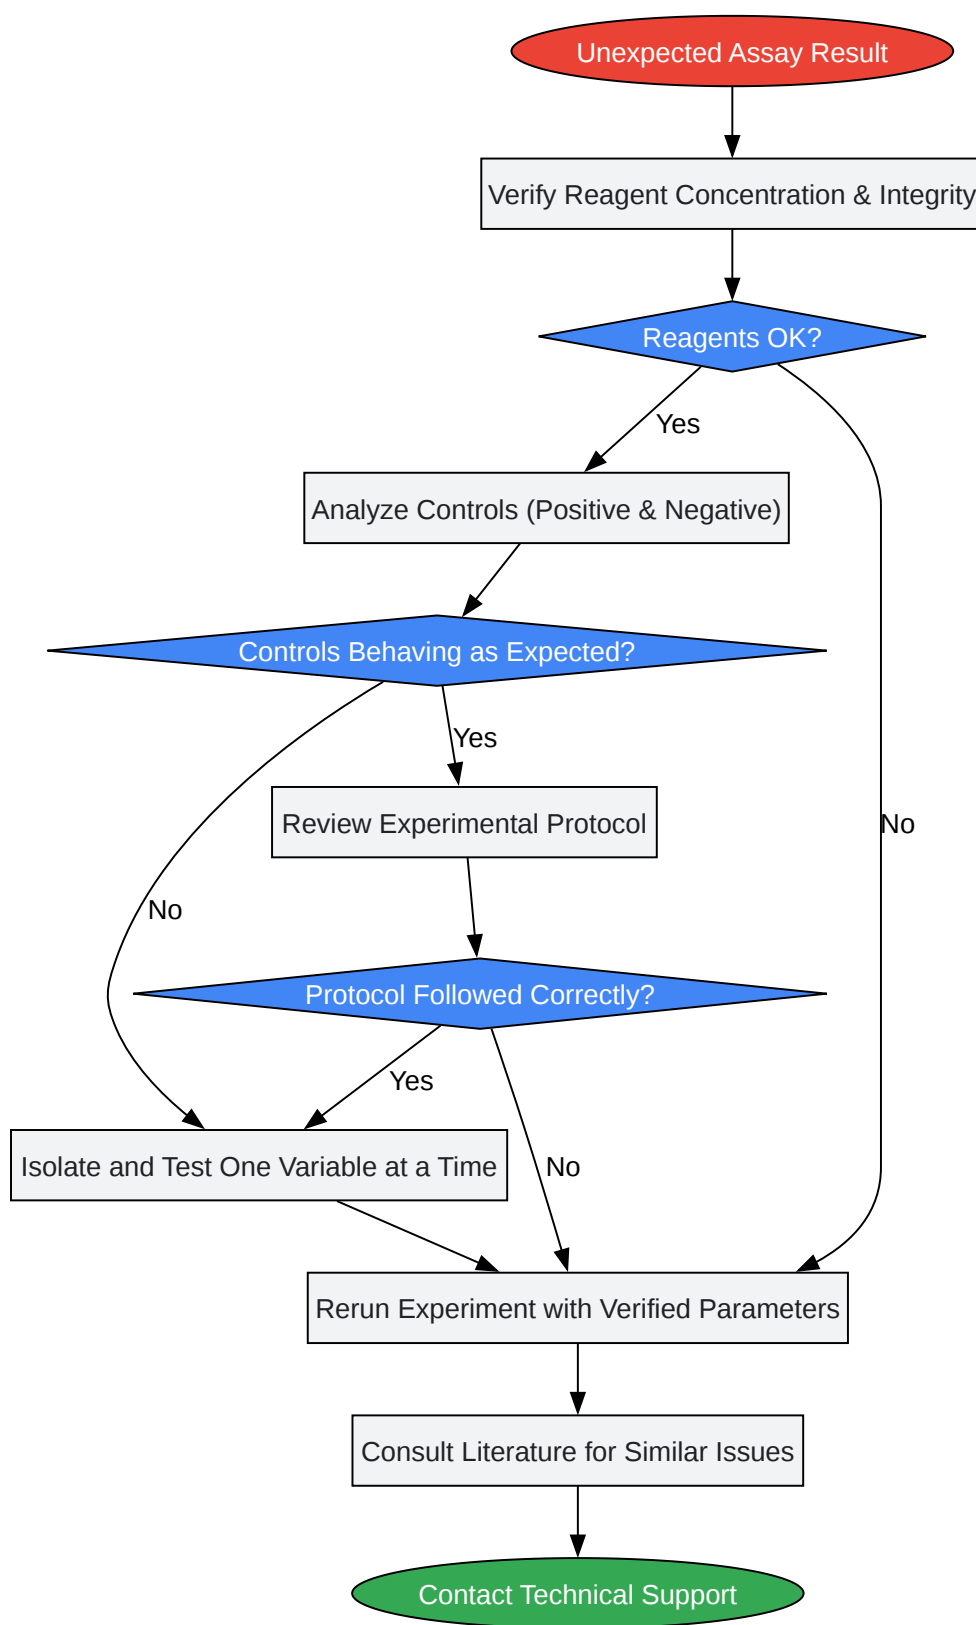 Unexpected Assay Result
Verify Reagent Concentration & Integrity
Reagents OK?
Yes
Analyze Controls (Positive & Negative)
Controls Behaving as Expected?
Yes
Review Experimental Protocol
No
No
Protocol Followed Correctly?
Yes
Isolate and Test One Variable at a Time
No
Rerun Experiment with Verified Parameters
Consult Literature for Similar Issues
Contact Technical Support